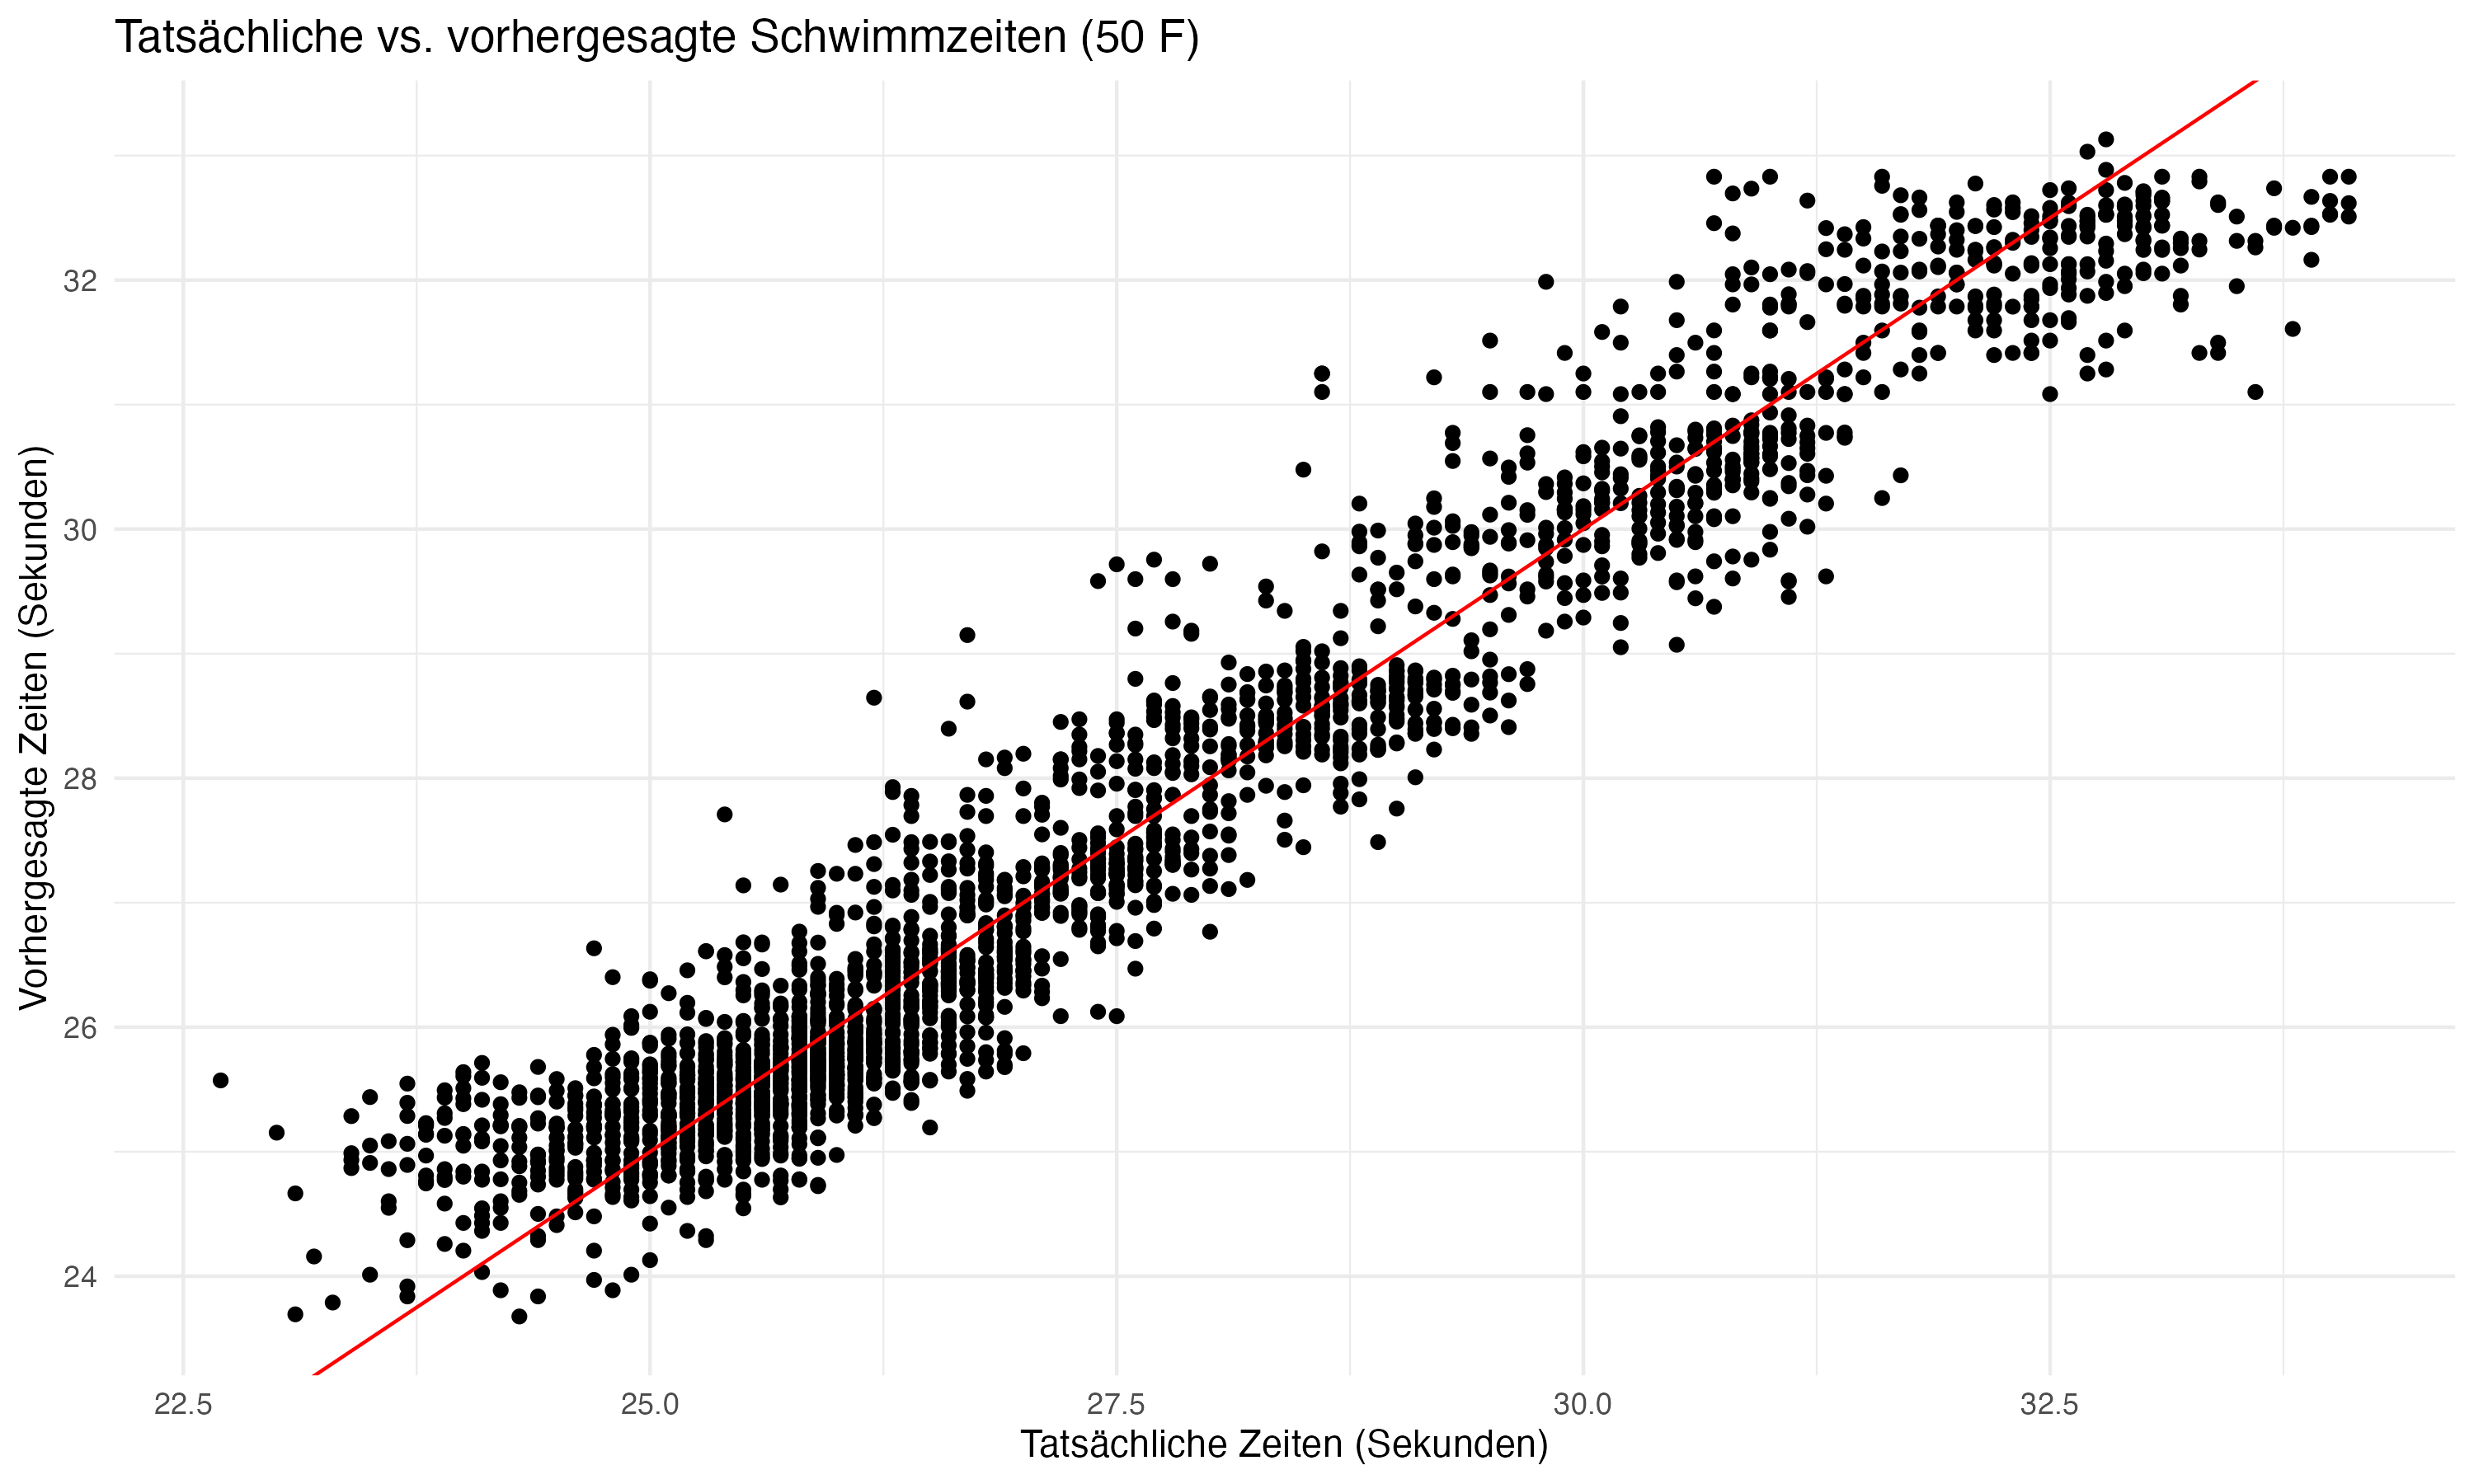 Tatsächliche vs. vorhergesagte Schwimmzeiten (50 F)
Vorhergesagte Zeiten (Sekunden)
32
30
28
26
24
22.5 25.0 27.5 30.0 32.5
Tatsächliche Zeiten (Sekunden)